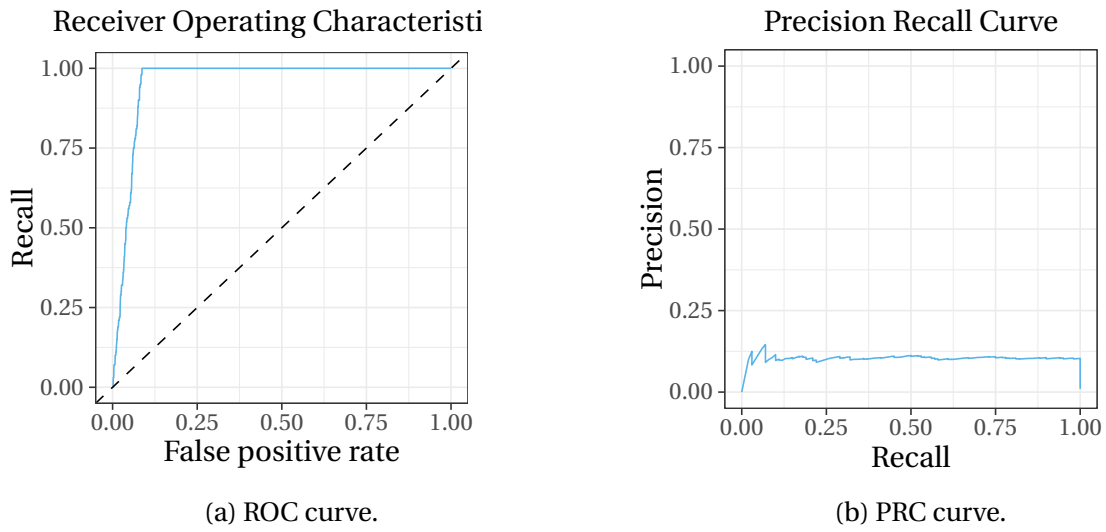 Receiver Operating Characteristi
1.00
0.75
0.50
0.25
0.00
Recall
0.00 0.25 0.50 0.75 1.00
False positive rate
(a) ROC curve.
Precision Recall Curve
1.00
0.75
0.50
0.25
0.00
Precision
0.00 0.25 0.50 0.75 1.00
Recall
(b) PRC curve.